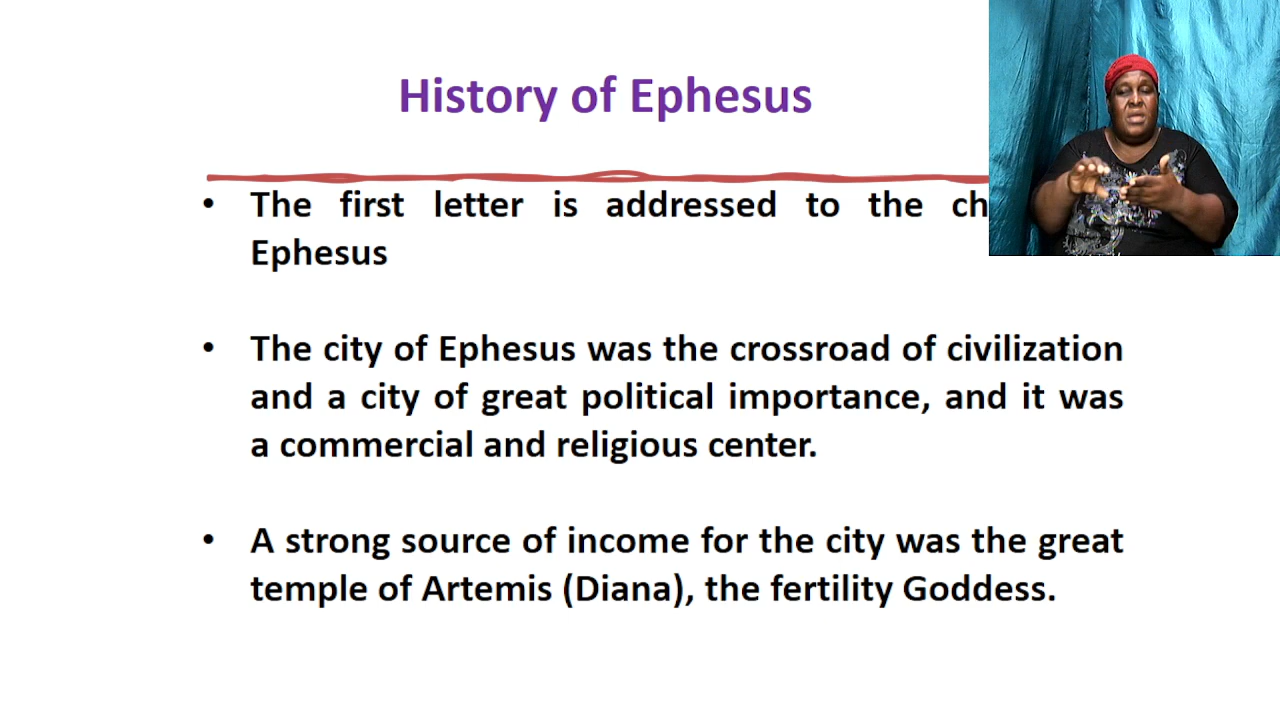 History of Ephesus
• The first letter is addressed to the
Ephesus
• The city of Ephesus was the crossroad of civilization
and a city of great political importance, and it was
a commercial and religious center.
• A strong source of income for the city was the great
temple of Artemis (Diana), the fertility Goddess.